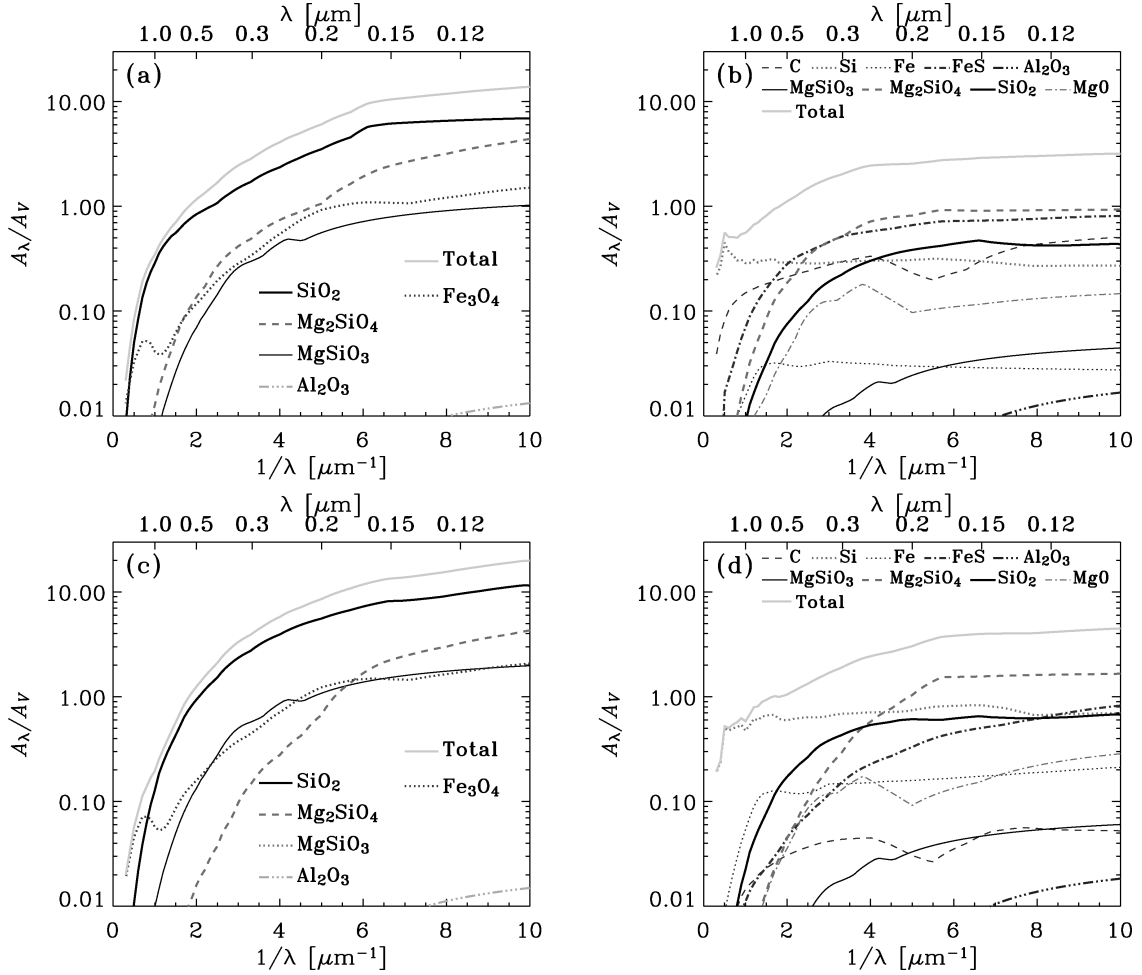 λ [μm]
1.0 0.5 0.3 0.2 0.15 0.12
(a)
10.00
1.00
0.10
0.01
A_λ/A_V
Total
SiO₂
Fe₃O₄
Mg₂SiO₄
MgSiO₃
Al₂O₃
0 2 4 6 8 10
1/λ [μm⁻¹]
λ [μm]
1.0 0.5 0.3 0.2 0.15 0.12
(b)
C Si Fe FeS Al₂O₃
MgSiO₃ Mg₂SiO₄ SiO₂ MgO
Total
10.00
1.00
0.10
0.01
A_λ/A_V
0 2 4 6 8 10
1/λ [μm⁻¹]
λ [μm]
1.0 0.5 0.3 0.2 0.15 0.12
(c)
10.00
1.00
0.10
0.01
A_λ/A_V
Total
SiO₂
Fe₃O₄
Mg₂SiO₄
MgSiO₃
Al₂O₃
0 2 4 6 8 10
1/λ [μm⁻¹]
λ [μm]
1.0 0.5 0.3 0.2 0.15 0.12
(d)
C Si Fe FeS Al₂O₃
MgSiO₃ Mg₂SiO₄ SiO₂ MgO
Total
10.00
1.00
0.10
0.01
A_λ/A_V
0 2 4 6 8 10
1/λ [μm⁻¹]